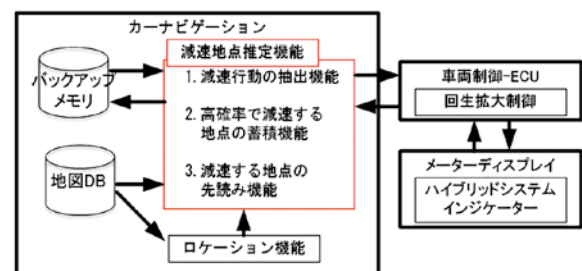 カーナビゲーション
減速地点推定機能
バックアップ
メモリ
1. 減速行動の抽出機能
2. 高確率で減速する
地点の蓄積機能
3. 減速する地点の
先読み機能
地図DB
ロケーション機能
車両制御-ECU
回生拡大制御
メーターディスプレイ
ハイブリッドシステム
インジケーター